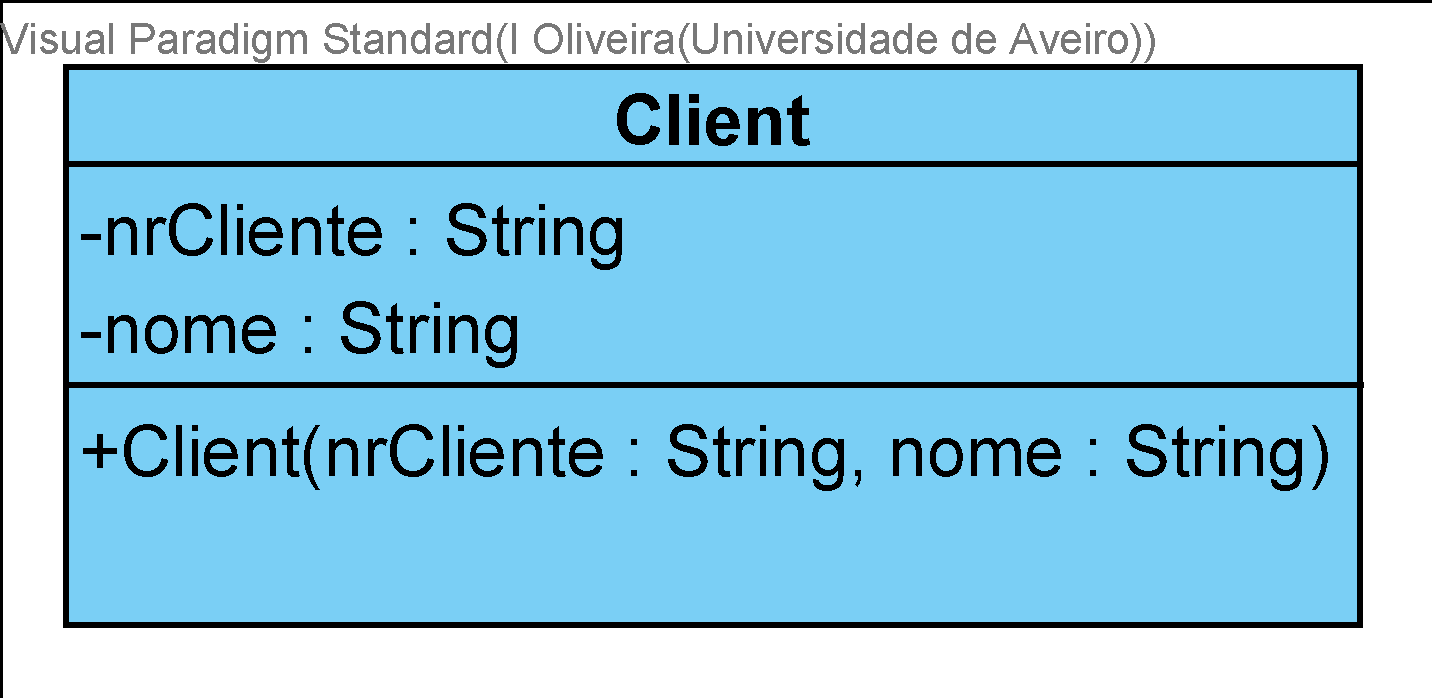 Visual Paradigm Standard(I Oliveira(Universidade de Aveiro))
Client
-nrCliente : String
-nome : String
+Client(nrCliente : String, nome : String)